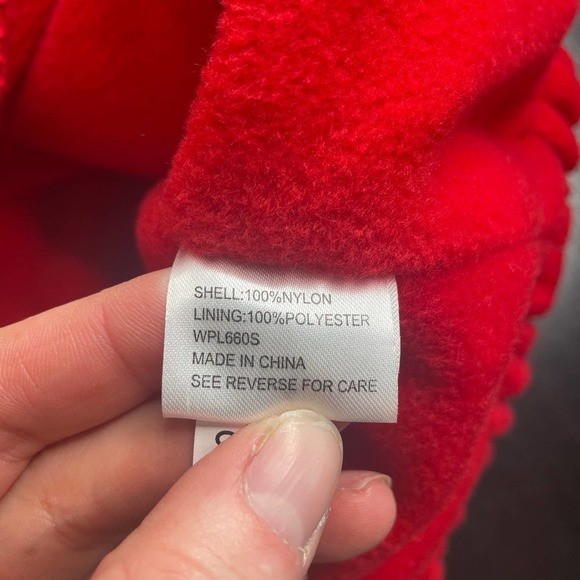 SHELL:100%NYLON
LINING:100%POLYESTER
WPL660S
MADE IN CHINA
SEE REVERSE FOR CARE